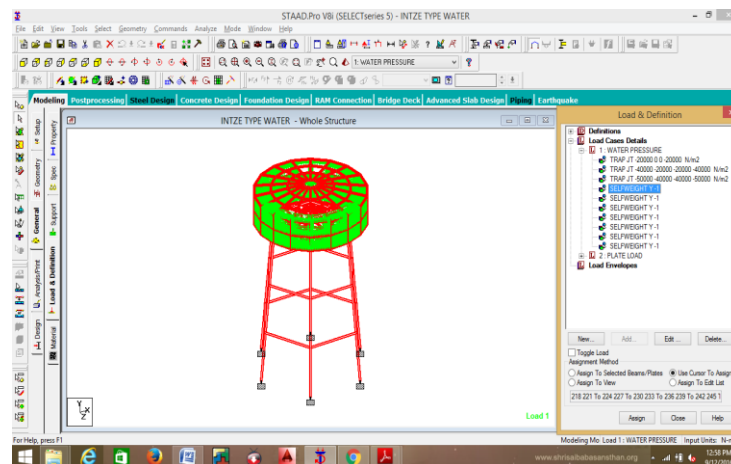 STAAD.Pro V8i (SELECTseries 5) - INTZE TYPE WATER
File Edit View Tools Select Geometry Commands Analyze Mode Window Help
1: WATER PRESSURE
Modeling Postprocessing Steel Design Concrete Design Foundation Design RAM Connection Bridge Deck Advanced Slab Design Piping Earthquake
Setup
Geometry
General
Analysis/Print
Design
Property
Spec
Support
Load & Definition
Material
INTZE TYPE WATER - Whole Structure
Y
X
Z
Load 1
Load & Definition
Definitions
Load Cases Details
1 : WATER PRESSURE
TRAP JT -20000 0 0 -20000 N/m2
TRAP JT -40000 -20000 -20000 -40000 N/m2
TRAP JT -50000 -40000 -40000 -50000 N/m2
SELFWEIGHT Y -1
SELFWEIGHT Y -1
SELFWEIGHT Y -1
SELFWEIGHT Y -1
SELFWEIGHT Y -1
SELFWEIGHT Y -1
SELFWEIGHT Y -1
2 : PLATE LOAD
Load Envelopes
New... Add... Edit ... Delete...
Toggle Load
Assignment Method
Assign To Selected Beams/Plates Use Cursor To Assign
Assign To View Assign To Edit List
218 221 To 224 227 To 230 233 To 236 239 To 242 245 T
Assign Close Help
For Help, press F1
Modeling Mo Load 1 : WATER PRESSURE Input Units: N-m
www.shrisaibabasansthan.org
12:58 PM